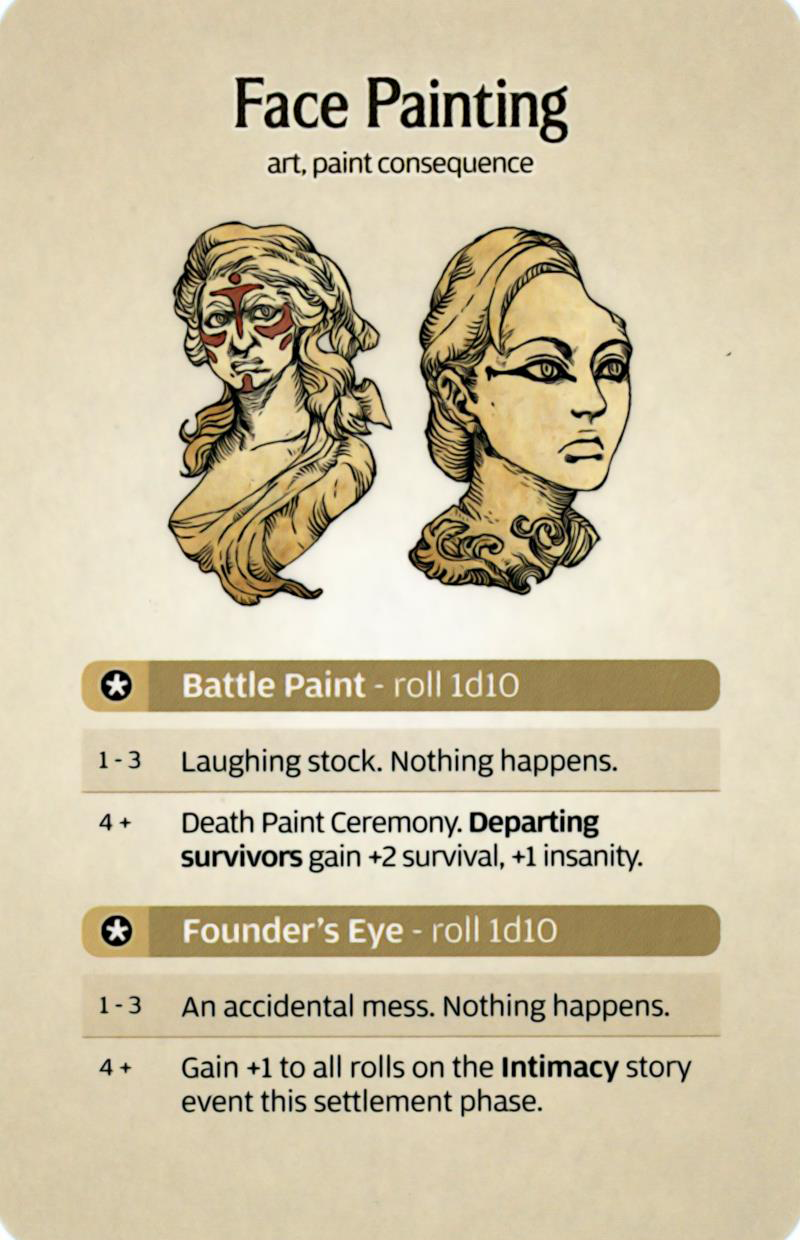 Face Painting
art, paint consequence
Battle Paint - roll 1d10
1 - 3 Laughing stock. Nothing happens.
4 + Death Paint Ceremony. Departing
survivors gain +2 survival, +1 insanity.
Founder's Eye - roll 1d10
1 - 3 An accidental mess. Nothing happens.
4 + Gain +1 to all rolls on the Intimacy story
event this settlement phase.